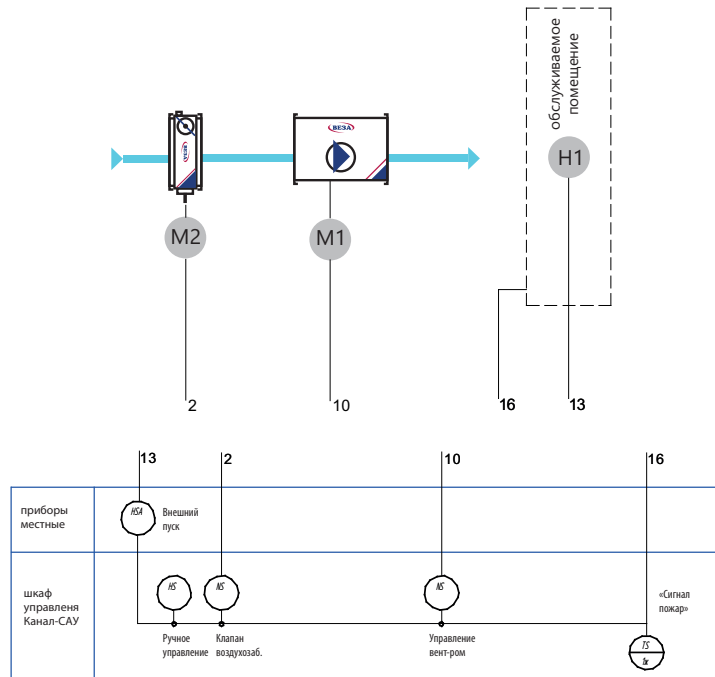 обслуживаемое
помещение
ВЕЗА
ВЕЗА
H1
M2
M1
2
10
16
13
13
2
10
16
приборы
местные
HSA
Внешний
пуск
шкаф
управленя
Канал-САУ
HS
NS
NS
«Сигнал
пожар»
Ручное
управление
Клапан
воздухозаб.
Управление
вент-ром
TS